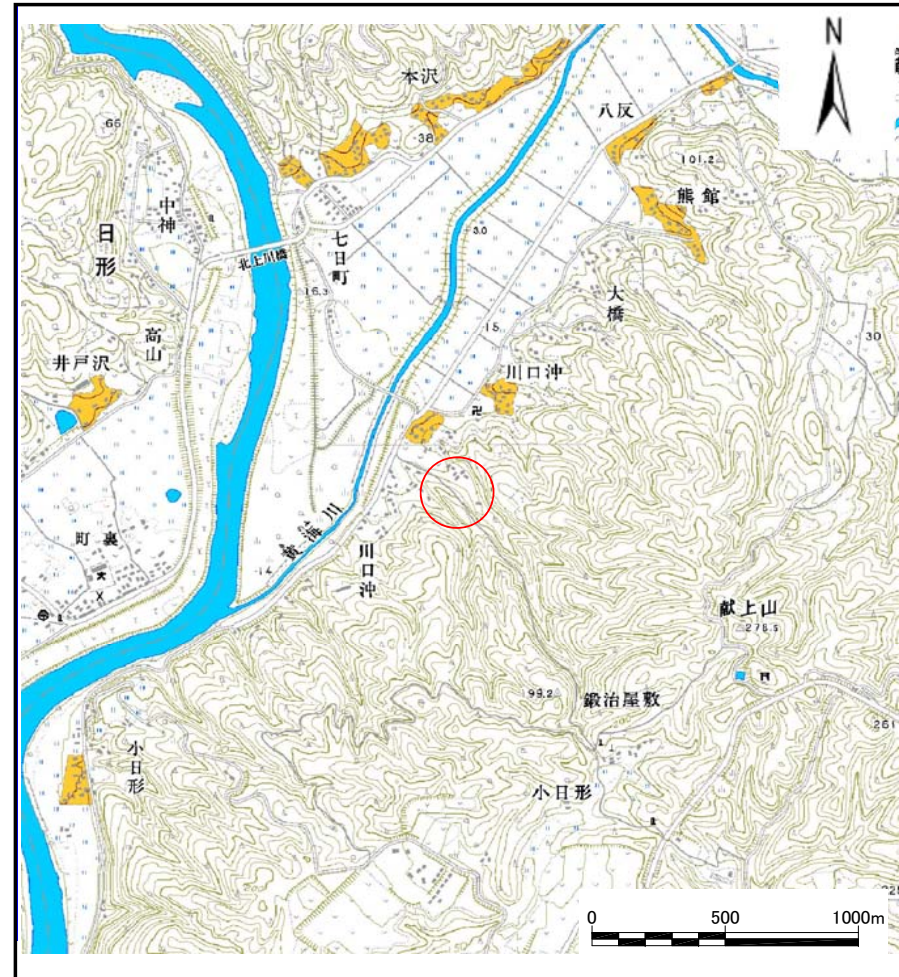 N
本沢
八反
66
38
101.2
熊館
中神
日形
七日町
30
北上川橋
16.3
大橋
高山
15
30
井戸沢
川口沖
黄海川
町裏
川口沖
14
献上山
278.5
199.2
鍛治屋敷
261
小日形
小日形
225
0 500 1000m